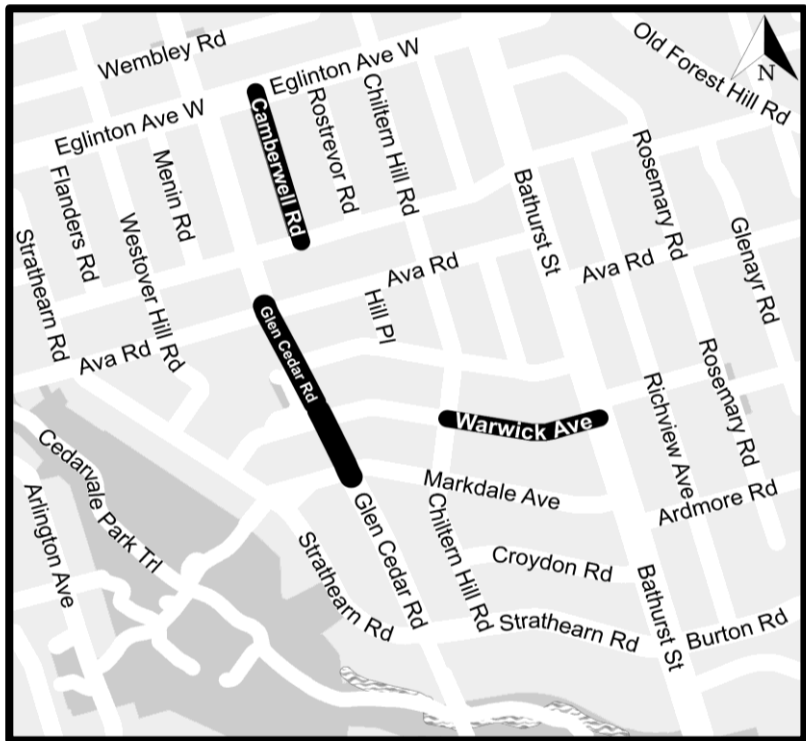 Wembley Rd
Old Forest Hill Rd
N
Eglinton Ave W
Eglinton Ave W
Camberwell Rd
Rostrevor Rd
Chiltern Hill Rd
Menin Rd
Flanders Rd
Bathurst St
Rosemary Rd
Westover Hill Rd
Strathearn Rd
Glenayr Rd
Ava Rd
Ava Rd
Hill Pl
Ava Rd
Glen Cedar Rd
Rosemary Rd
Richview Ave
Warwick Ave
Cedarvale Park Trl
Markdale Ave
Ardmore Rd
Arlington Ave
Glen Cedar Rd
Chiltern Hill Rd
Croydon Rd
Strathearn Rd
Strathearn Rd
Bathurst St
Burton Rd